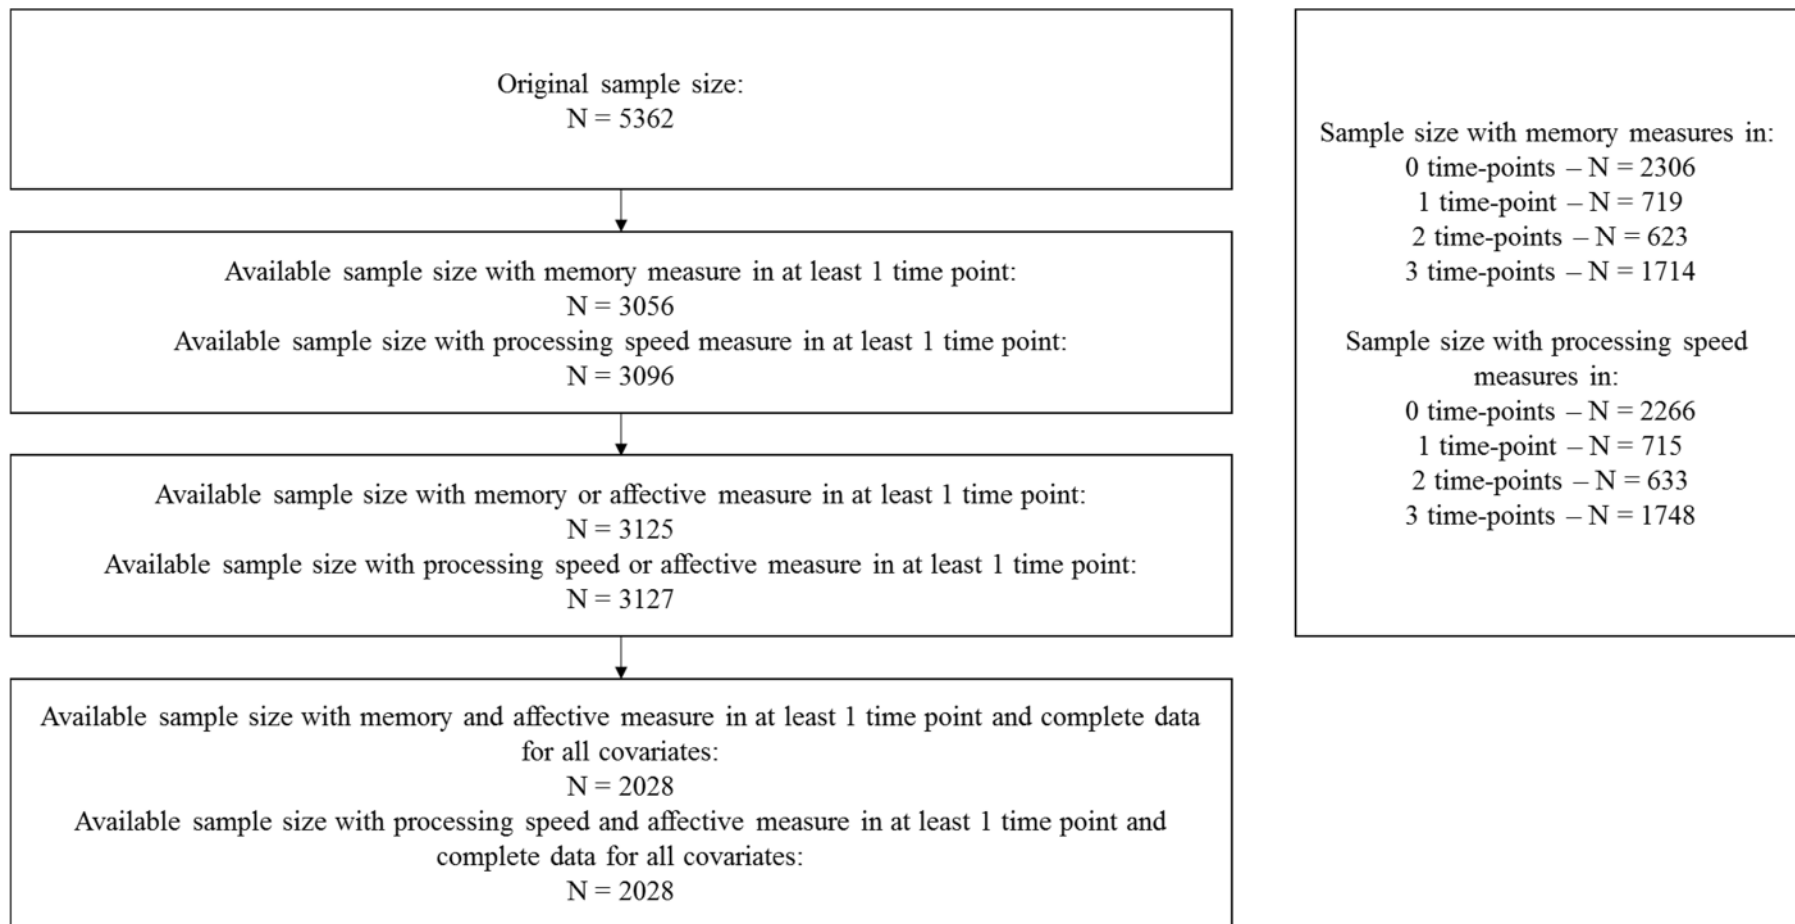 Original sample size:
N = 5362
Available sample size with memory measure in at least 1 time point:
N = 3056
Available sample size with processing speed measure in at least 1 time point:
N = 3096
Available sample size with memory or affective measure in at least 1 time point:
N = 3125
Available sample size with processing speed or affective measure in at least 1 time point:
N = 3127
Available sample size with memory and affective measure in at least 1 time point and complete data
for all covariates:
N = 2028
Available sample size with processing speed and affective measure in at least 1 time point and
complete data for all covariates:
N = 2028
Sample size with memory measures in:
0 time-points – N = 2306
1 time-point – N = 719
2 time-points – N = 623
3 time-points – N = 1714
Sample size with processing speed
measures in:
0 time-points – N = 2266
1 time-point – N = 715
2 time-points – N = 633
3 time-points – N = 1748